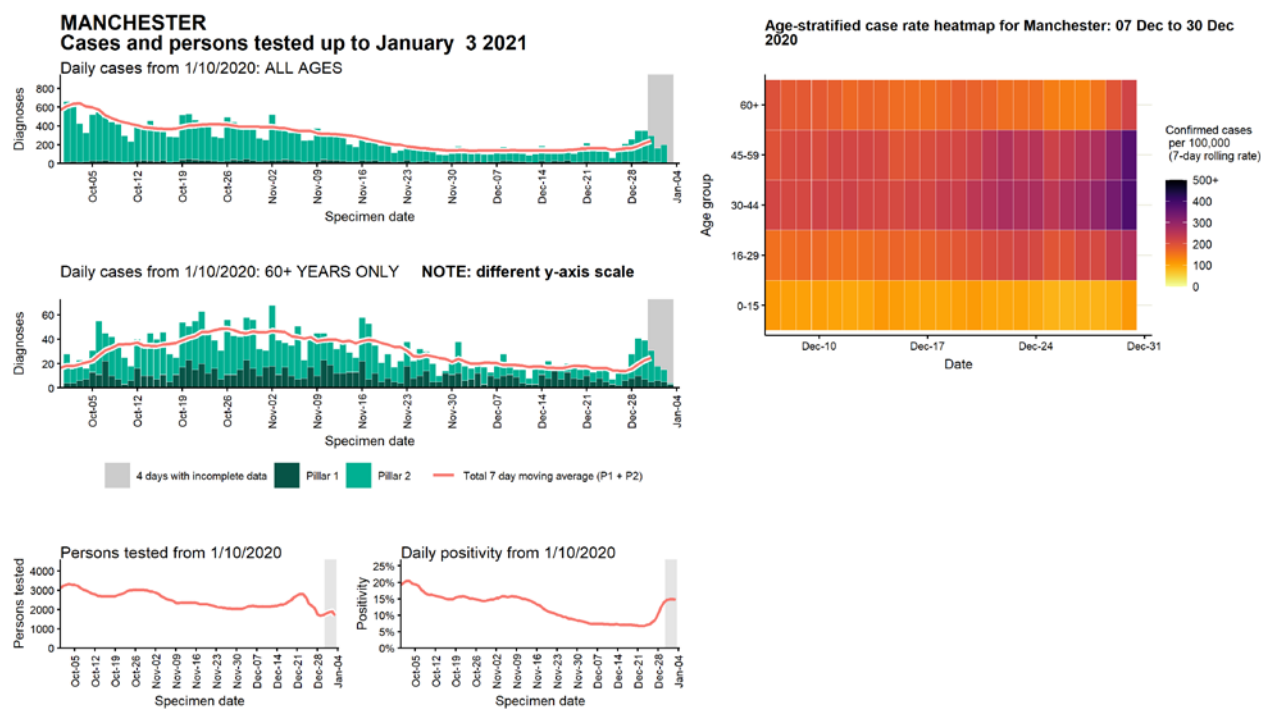 MANCHESTER
Cases and persons tested up to January 3 2021
Daily cases from 1/10/2020: ALL AGES
Diagnoses
800
600
400
200
0
Oct-05
Oct-12
Oct-19
Oct-26
Nov-02
Nov-09
Nov-16
Nov-23
Nov-30
Dec-07
Dec-14
Dec-21
Dec-28
Jan-04
Specimen date
Daily cases from 1/10/2020: 60+ YEARS ONLY NOTE: different y-axis scale
Diagnoses
60
40
20
0
Oct-05
Oct-12
Oct-19
Oct-26
Nov-02
Nov-09
Nov-16
Nov-23
Nov-30
Dec-07
Dec-14
Dec-21
Dec-28
Jan-04
Specimen date
4 days with incomplete data Pillar 1 Pillar 2 Total 7 day moving average (P1 + P2)
Persons tested from 1/10/2020
Persons tested
4000
3000
2000
1000
0
Oct-05
Oct-12
Oct-19
Oct-26
Nov-02
Nov-09
Nov-16
Nov-23
Nov-30
Dec-07
Dec-14
Dec-21
Dec-28
Jan-04
Specimen date
Daily positivity from 1/10/2020
Positivity
25%
20%
15%
10%
5%
0%
Oct-05
Oct-12
Oct-19
Oct-26
Nov-02
Nov-09
Nov-16
Nov-23
Nov-30
Dec-07
Dec-14
Dec-21
Dec-28
Jan-04
Specimen date
Age-stratified case rate heatmap for Manchester: 07 Dec to 30 Dec
2020
Age group
60+
45-59
30-44
16-29
0-15
Dec-10
Dec-17
Dec-24
Dec-31
Date
Confirmed cases
per 100,000
(7-day rolling rate)
500+
400
300
200
100
0